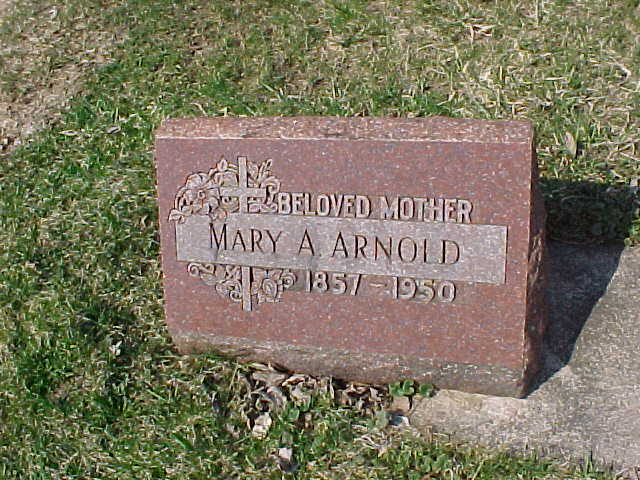 BELOVED MOTHER
MARY A. ARNOLD
1857 - 1950